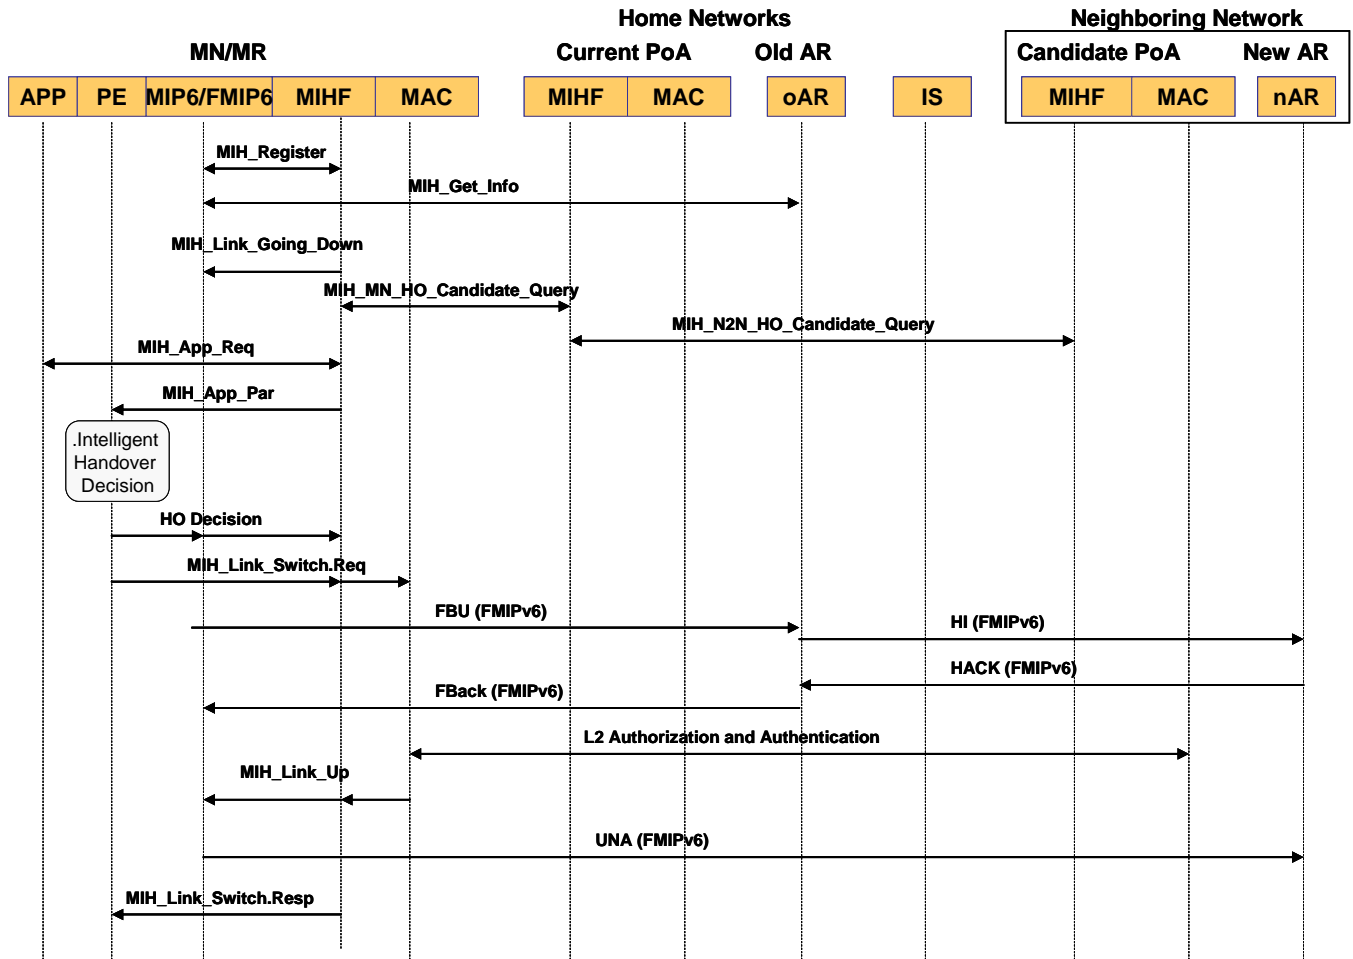 Home Networks
Neighboring Network
MN/MR
Current PoA
Old AR
Candidate PoA
New AR
APP
PE
MIP6/FMIP6
MIHF
MAC
MIHF
MAC
oAR
IS
MIHF
MAC
nAR
MIH_Register
MIH_Get_Info
MIH_Link_Going_Down
MIH_MN_HO_Candidate_Query
MIH_N2N_HO_Candidate_Query
MIH_App_Req
MIH_App_Par
.Intelligent
Handover
Decision
HO Decision
MIH_Link_Switch.Req
FBU (FMIPv6)
HI (FMIPv6)
HACK (FMIPv6)
FBack (FMIPv6)
L2 Authorization and Authentication
MIH_Link_Up
UNA (FMIPv6)
MIH_Link_Switch.Resp